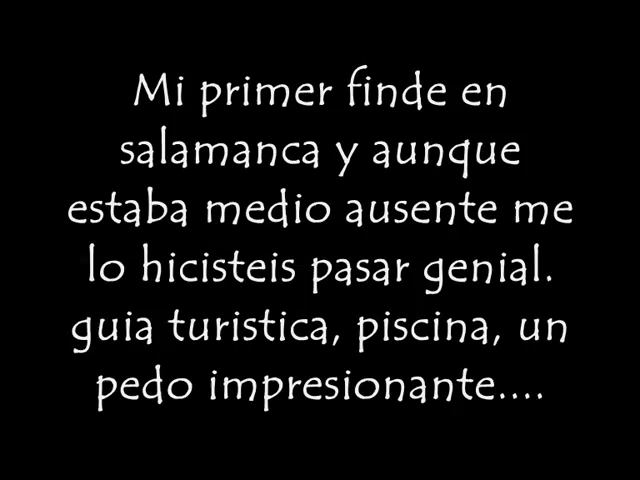 Mi primer finde en
salamanca y aunque
estaba medio ausente me
lo hicisteis pasar genial.
guia turistica, piscina, un
pedo impresionante....